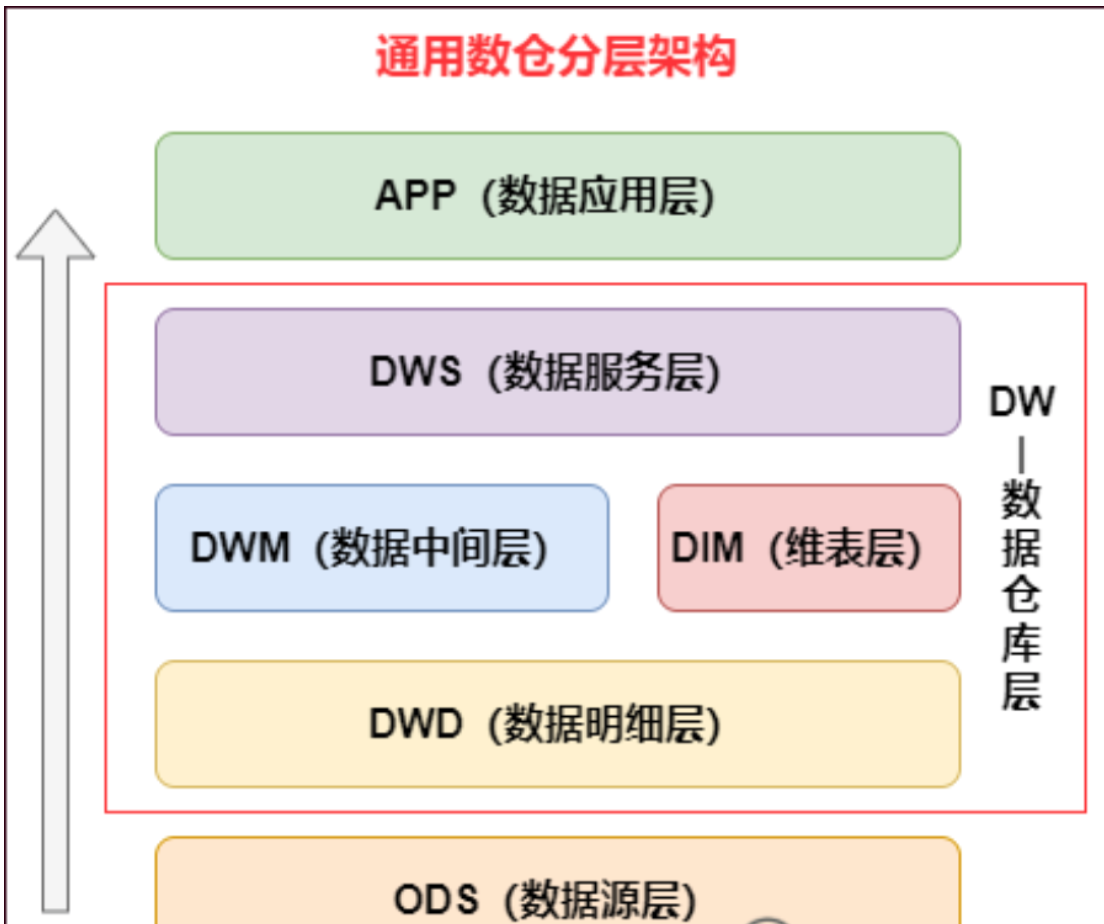 通用数仓分层架构
APP（数据应用层）
DWS（数据服务层）
DWM（数据中间层）
DIM（维表层）
DW—数据仓库层
DWD（数据明细层）
ODS（数据源层）